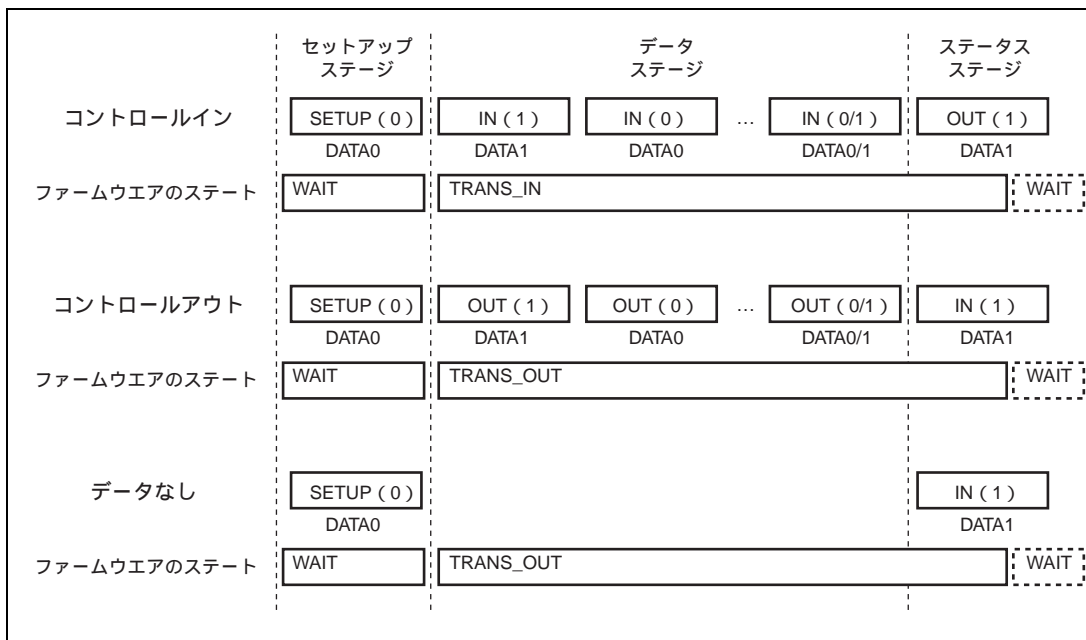 セットアップ
ステージ
データ
ステージ
ステータス
ステージ
コントロールイン
SETUP（0）
IN（1）
IN（0）
…
IN（0/1）
OUT（1）
DATA0
DATA1
DATA0
DATA0/1
DATA1
ファームウエアのステート
WAIT
TRANS_IN
WAIT
コントロールアウト
SETUP（0）
OUT（1）
OUT（0）
…
OUT（0/1）
IN（1）
DATA0
DATA1
DATA0
DATA0/1
DATA1
ファームウエアのステート
WAIT
TRANS_OUT
WAIT
データなし
SETUP（0）
IN（1）
DATA0
DATA1
ファームウエアのステート
WAIT
TRANS_OUT
WAIT